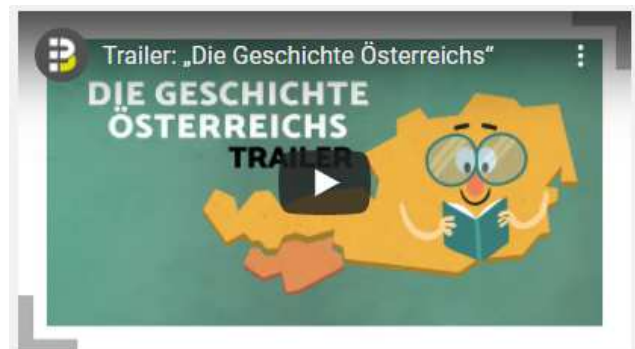 Trailer: „Die Geschichte Österreichs“
DIE GESCHICHTE
ÖSTERREICHS
TRAILER